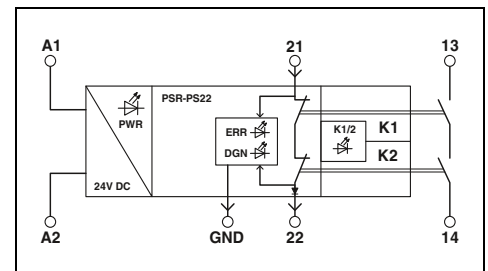 A1 21 13
PSR-PS22
PWR
ERR
DGN
K1/2
K1
K2
24V DC
A2 GND 22 14